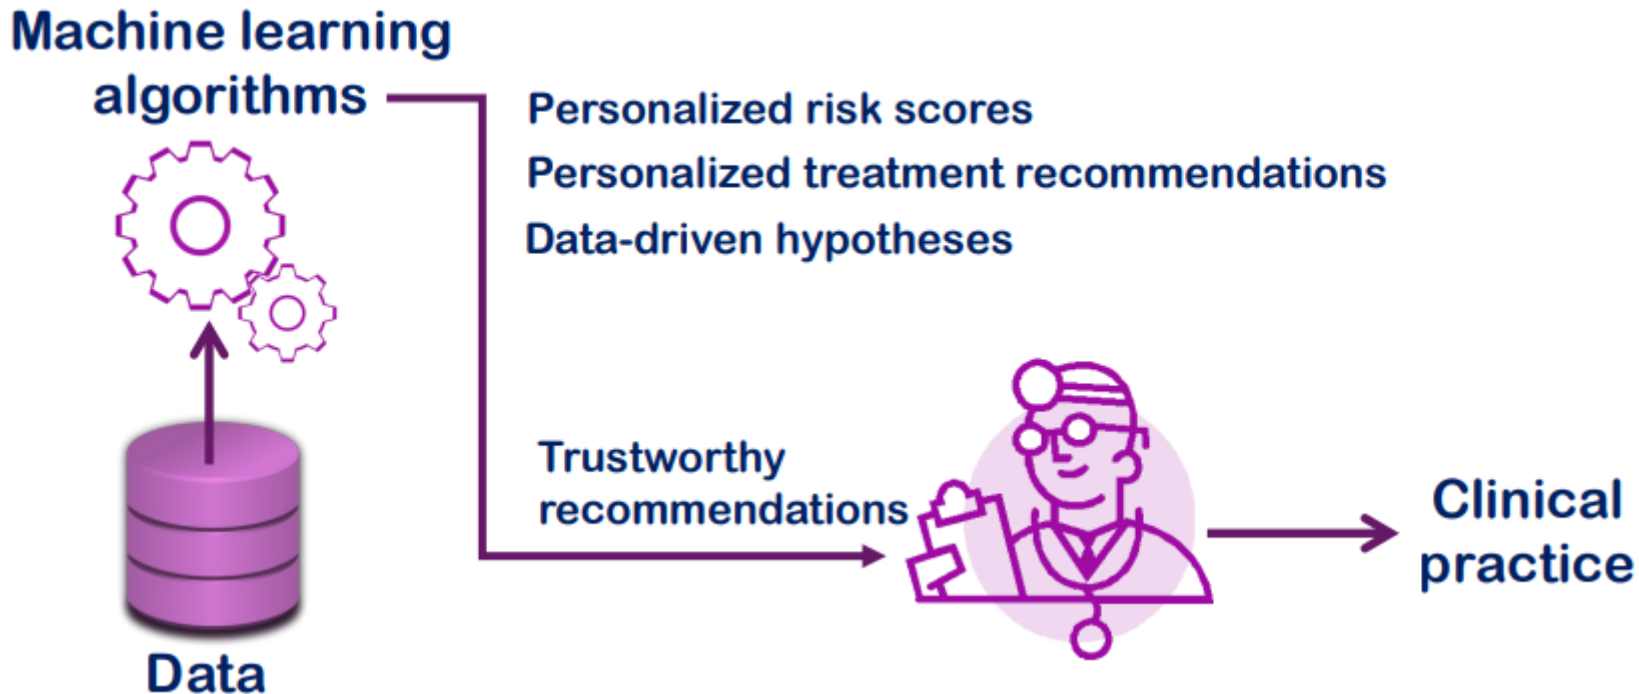 Machine learning
algorithms
Personalized risk scores
Personalized treatment recommendations
Data-driven hypotheses
Trustworthy
recommendations
Clinical
practice
Data